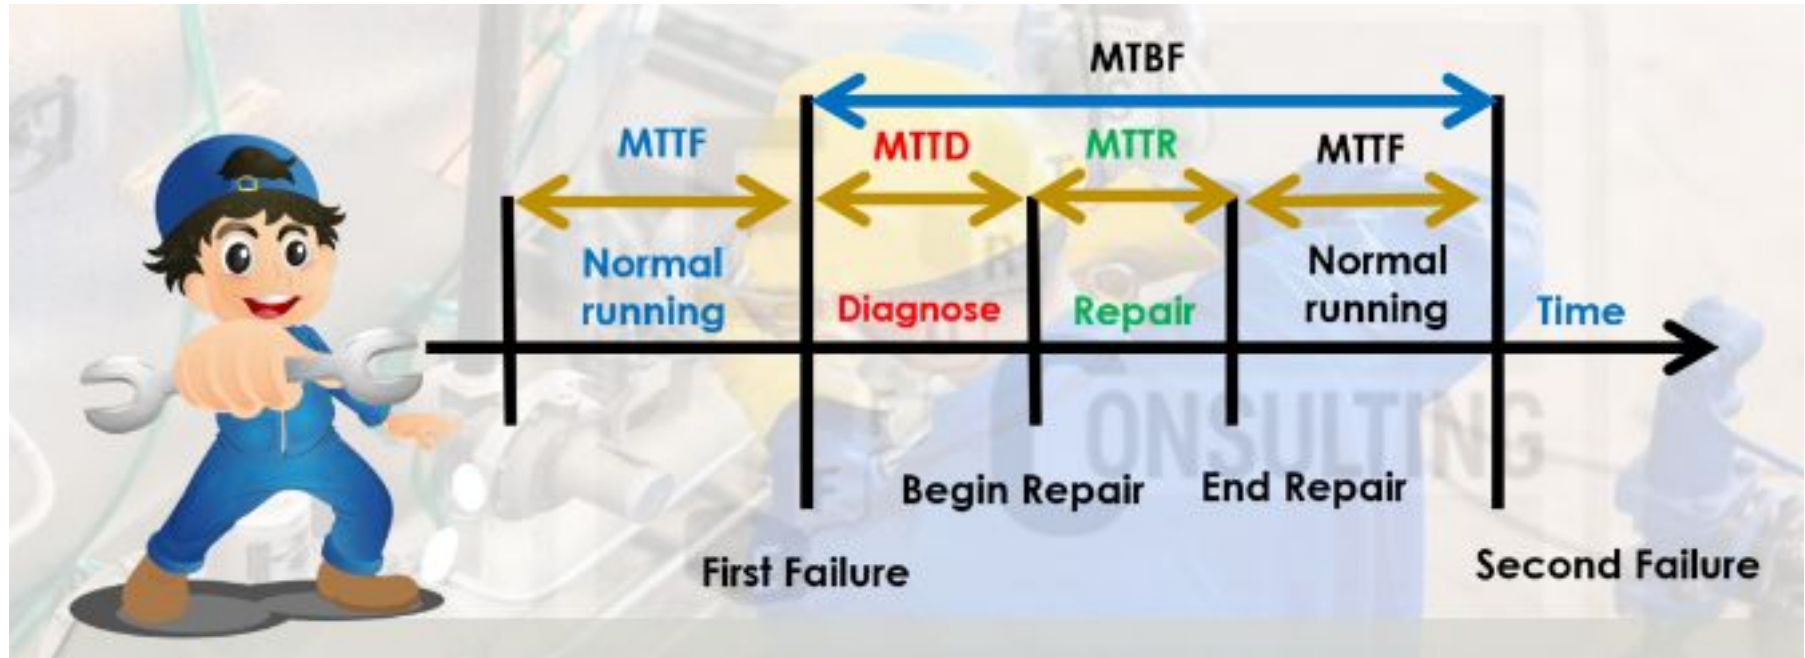 MTBF
MTTF
MTTD
MTTR
MTTF
Normal
running
Diagnose
Repair
Normal
running
Time
Begin Repair
End Repair
First Failure
Second Failure
ONSULTING